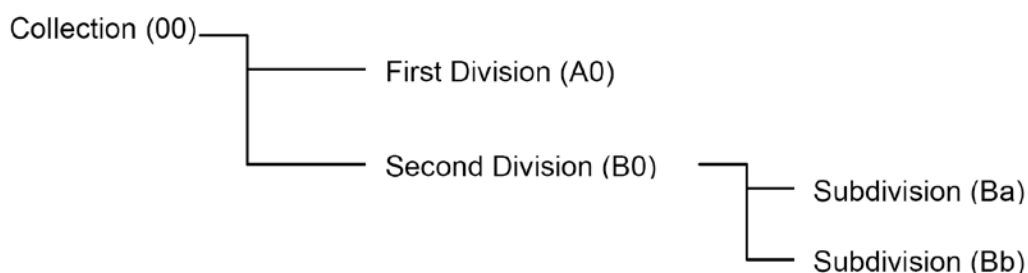 Collection (00)
First Division (A0)
Second Division (B0)
Subdivision (Ba)
Subdivision (Bb)